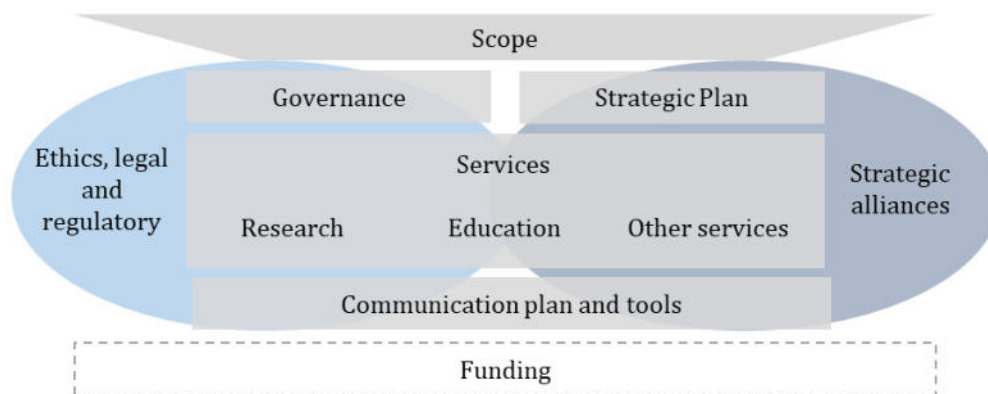 Scope
Governance
Strategic Plan
Ethics, legal
and
regulatory
Services
Research
Education
Other services
Strategic
alliances
Communication plan and tools
Funding